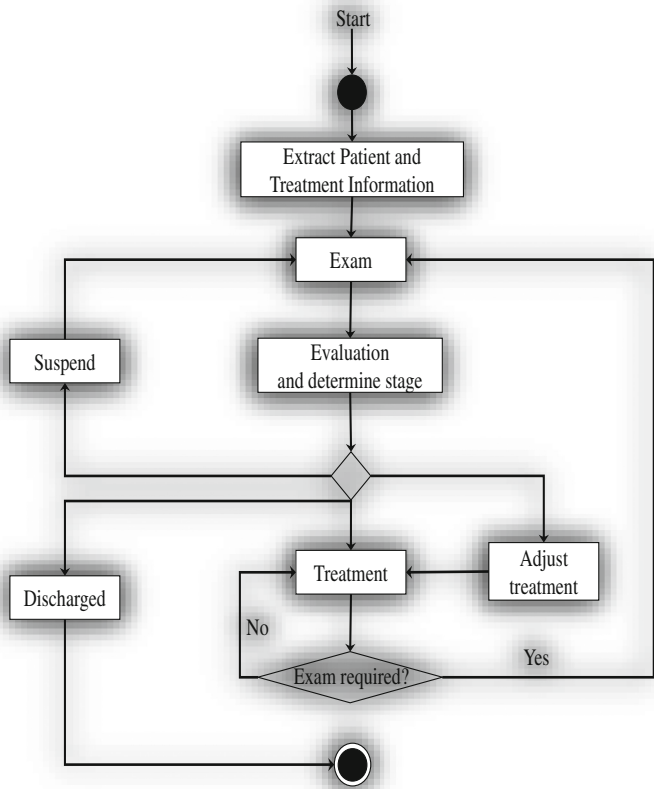 Start
Extract Patient and
Treatment Information
Exam
Evaluation
and determine stage
Suspend
Adjust
treatment
Treatment
Discharged
No
Yes
Exam required?